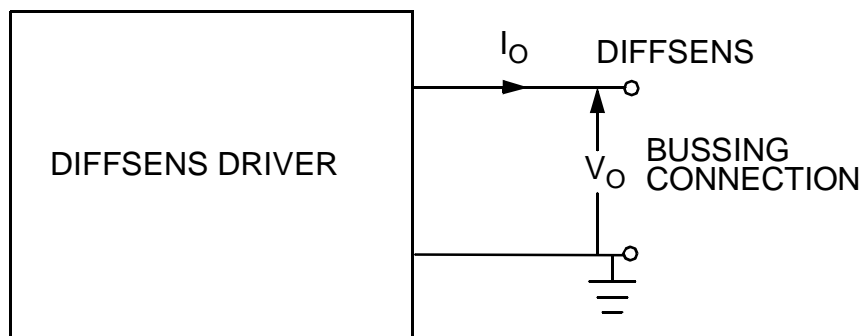 I_O
DIFFSENS
DIFFSENS DRIVER
V_O
BUSSING
CONNECTION